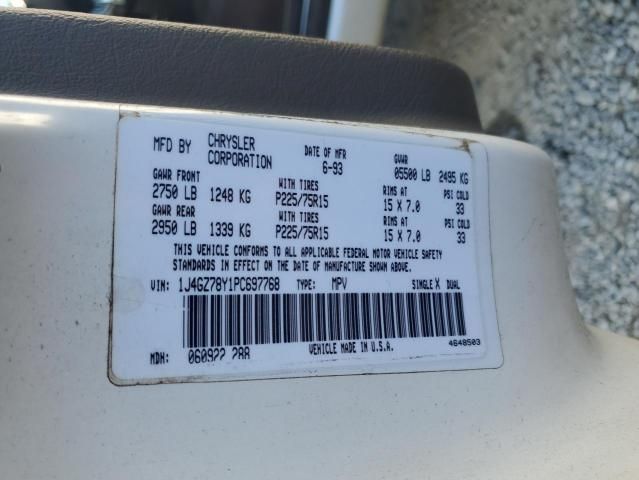 MFD BY CHRYSLER CORPORATION DATE OF MFR 6-93 GVWR 05500 LB 2495 KG
GAWR FRONT WITH TIRES RIMS AT PSI COLD
2750 LB 1248 KG P225/75R15 15 X 7.0 33
GAWR REAR WITH TIRES RIMS AT PSI COLD
2950 LB 1339 KG P225/75R15 15 X 7.0 33
THIS VEHICLE CONFORMS TO ALL APPLICABLE FEDERAL MOTOR VEHICLE SAFETY
STANDARDS IN EFFECT ON THE DATE OF MANUFACTURE SHOWN ABOVE.
VIN: 1J4GZ78Y1PC697768 TYPE: MPV SINGLE X DUAL
MDH: 060922 288 VEHICLE MADE IN U.S.A. 4648503